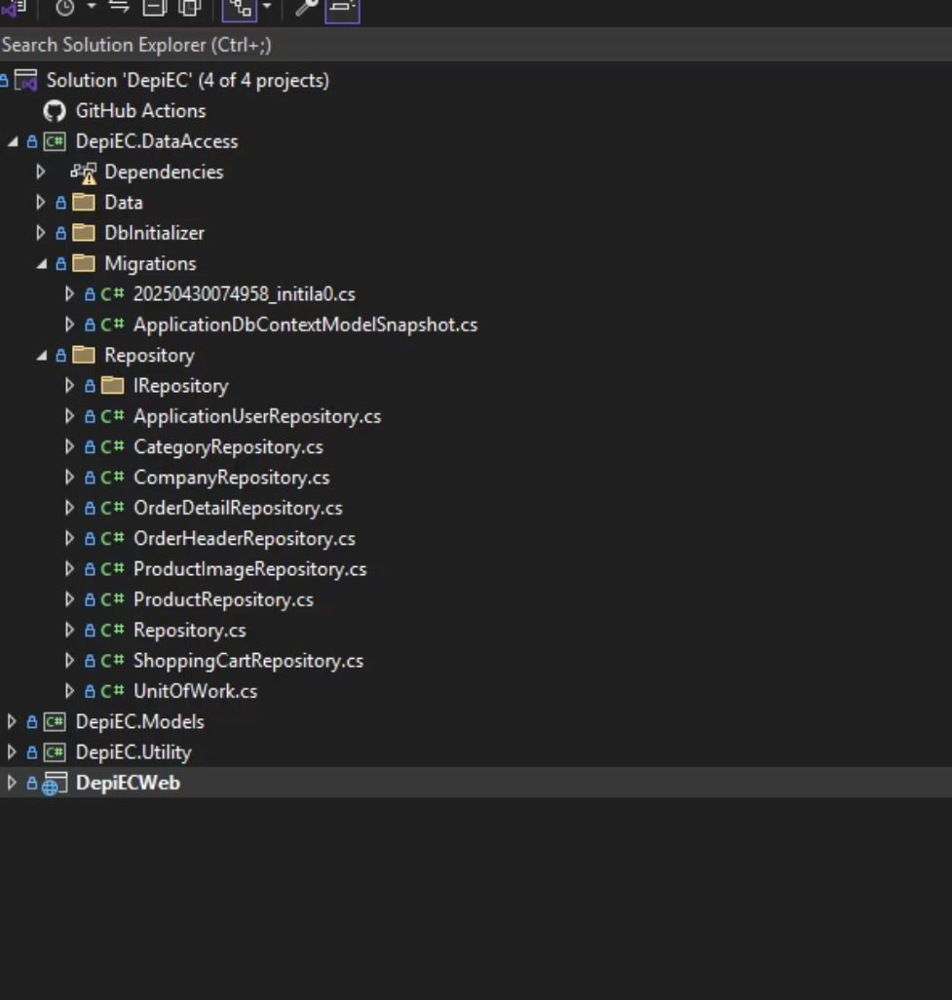 Search Solution Explorer (Ctrl+;)
Solution 'DepiEC' (4 of 4 projects)
GitHub Actions
C# DepiEC.DataAccess
Dependencies
Data
DbInitializer
Migrations
C# 20250430074958_initila0.cs
C# ApplicationDbContextModelSnapshot.cs
Repository
IRepository
C# ApplicationUserRepository.cs
C# CategoryRepository.cs
C# CompanyRepository.cs
C# OrderDetailRepository.cs
C# OrderHeaderRepository.cs
C# ProductImageRepository.cs
C# ProductRepository.cs
C# Repository.cs
C# ShoppingCartRepository.cs
C# UnitOfWork.cs
C# DepiEC.Models
C# DepiEC.Utility
DepiECWeb